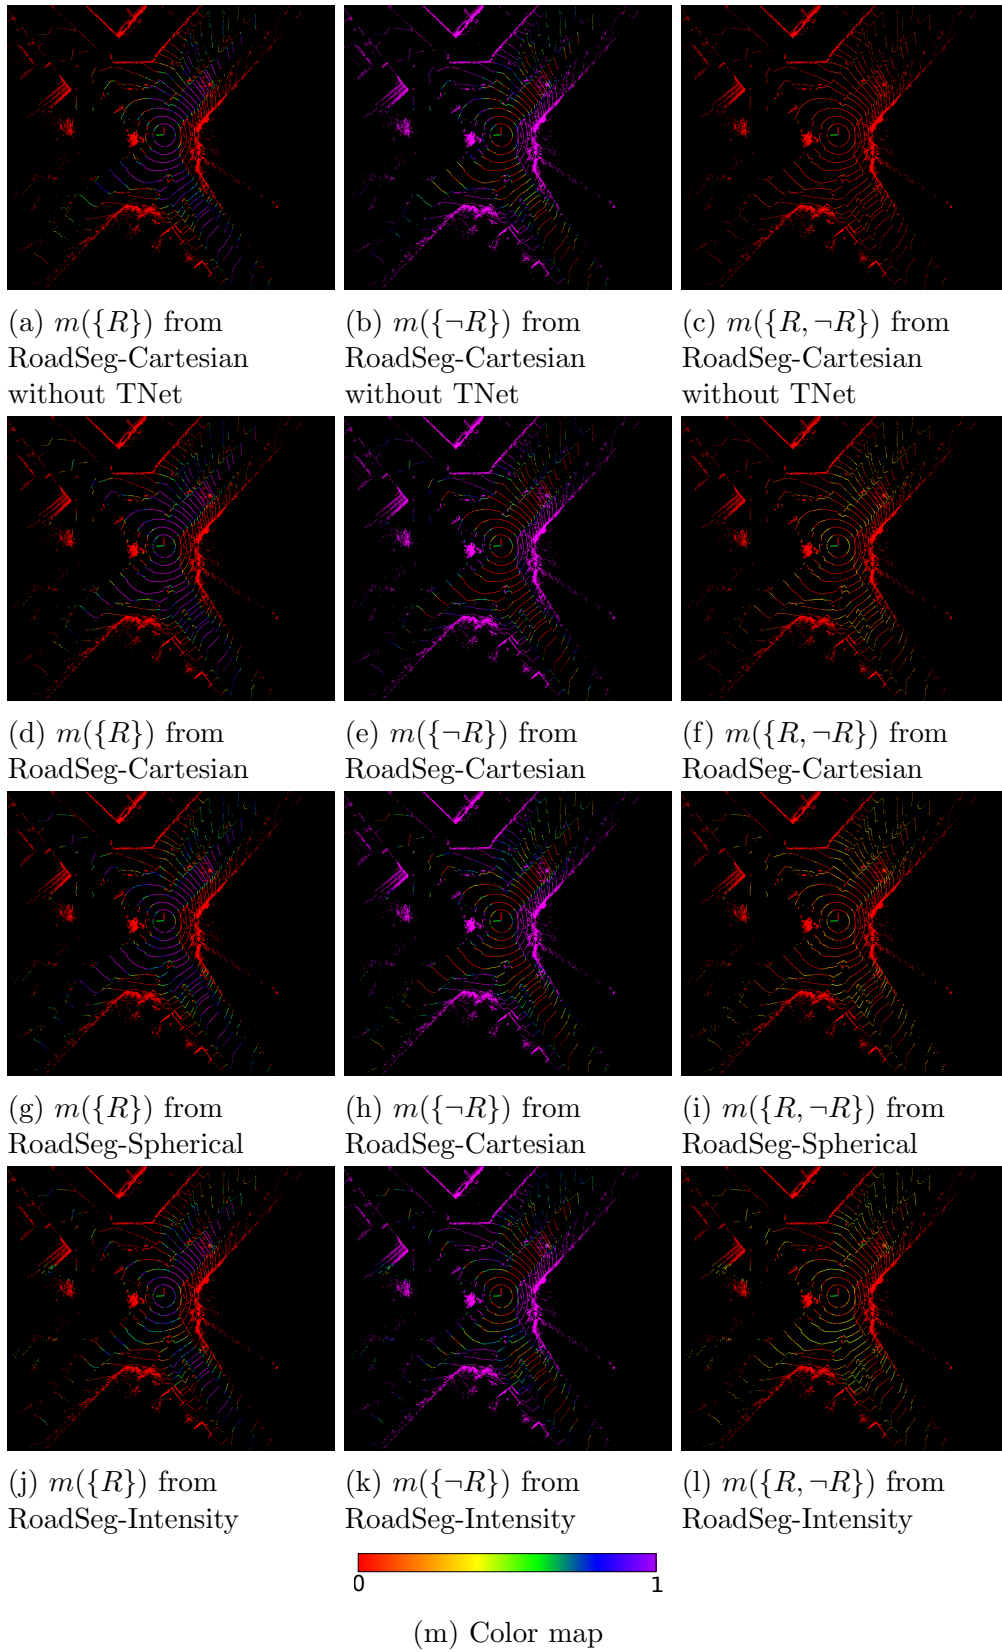 (a) m({R}) from
RoadSeg-Cartesian
without TNet
(b) m({¬R}) from
RoadSeg-Cartesian
without TNet
(c) m({R, ¬R}) from
RoadSeg-Cartesian
without TNet
(d) m({R}) from
RoadSeg-Cartesian
(e) m({¬R}) from
RoadSeg-Cartesian
(f) m({R, ¬R}) from
RoadSeg-Cartesian
(g) m({R}) from
RoadSeg-Spherical
(h) m({¬R}) from
RoadSeg-Cartesian
(i) m({R, ¬R}) from
RoadSeg-Spherical
(j) m({R}) from
RoadSeg-Intensity
(k) m({¬R}) from
RoadSeg-Intensity
(l) m({R, ¬R}) from
RoadSeg-Intensity
0 1
(m) Color map